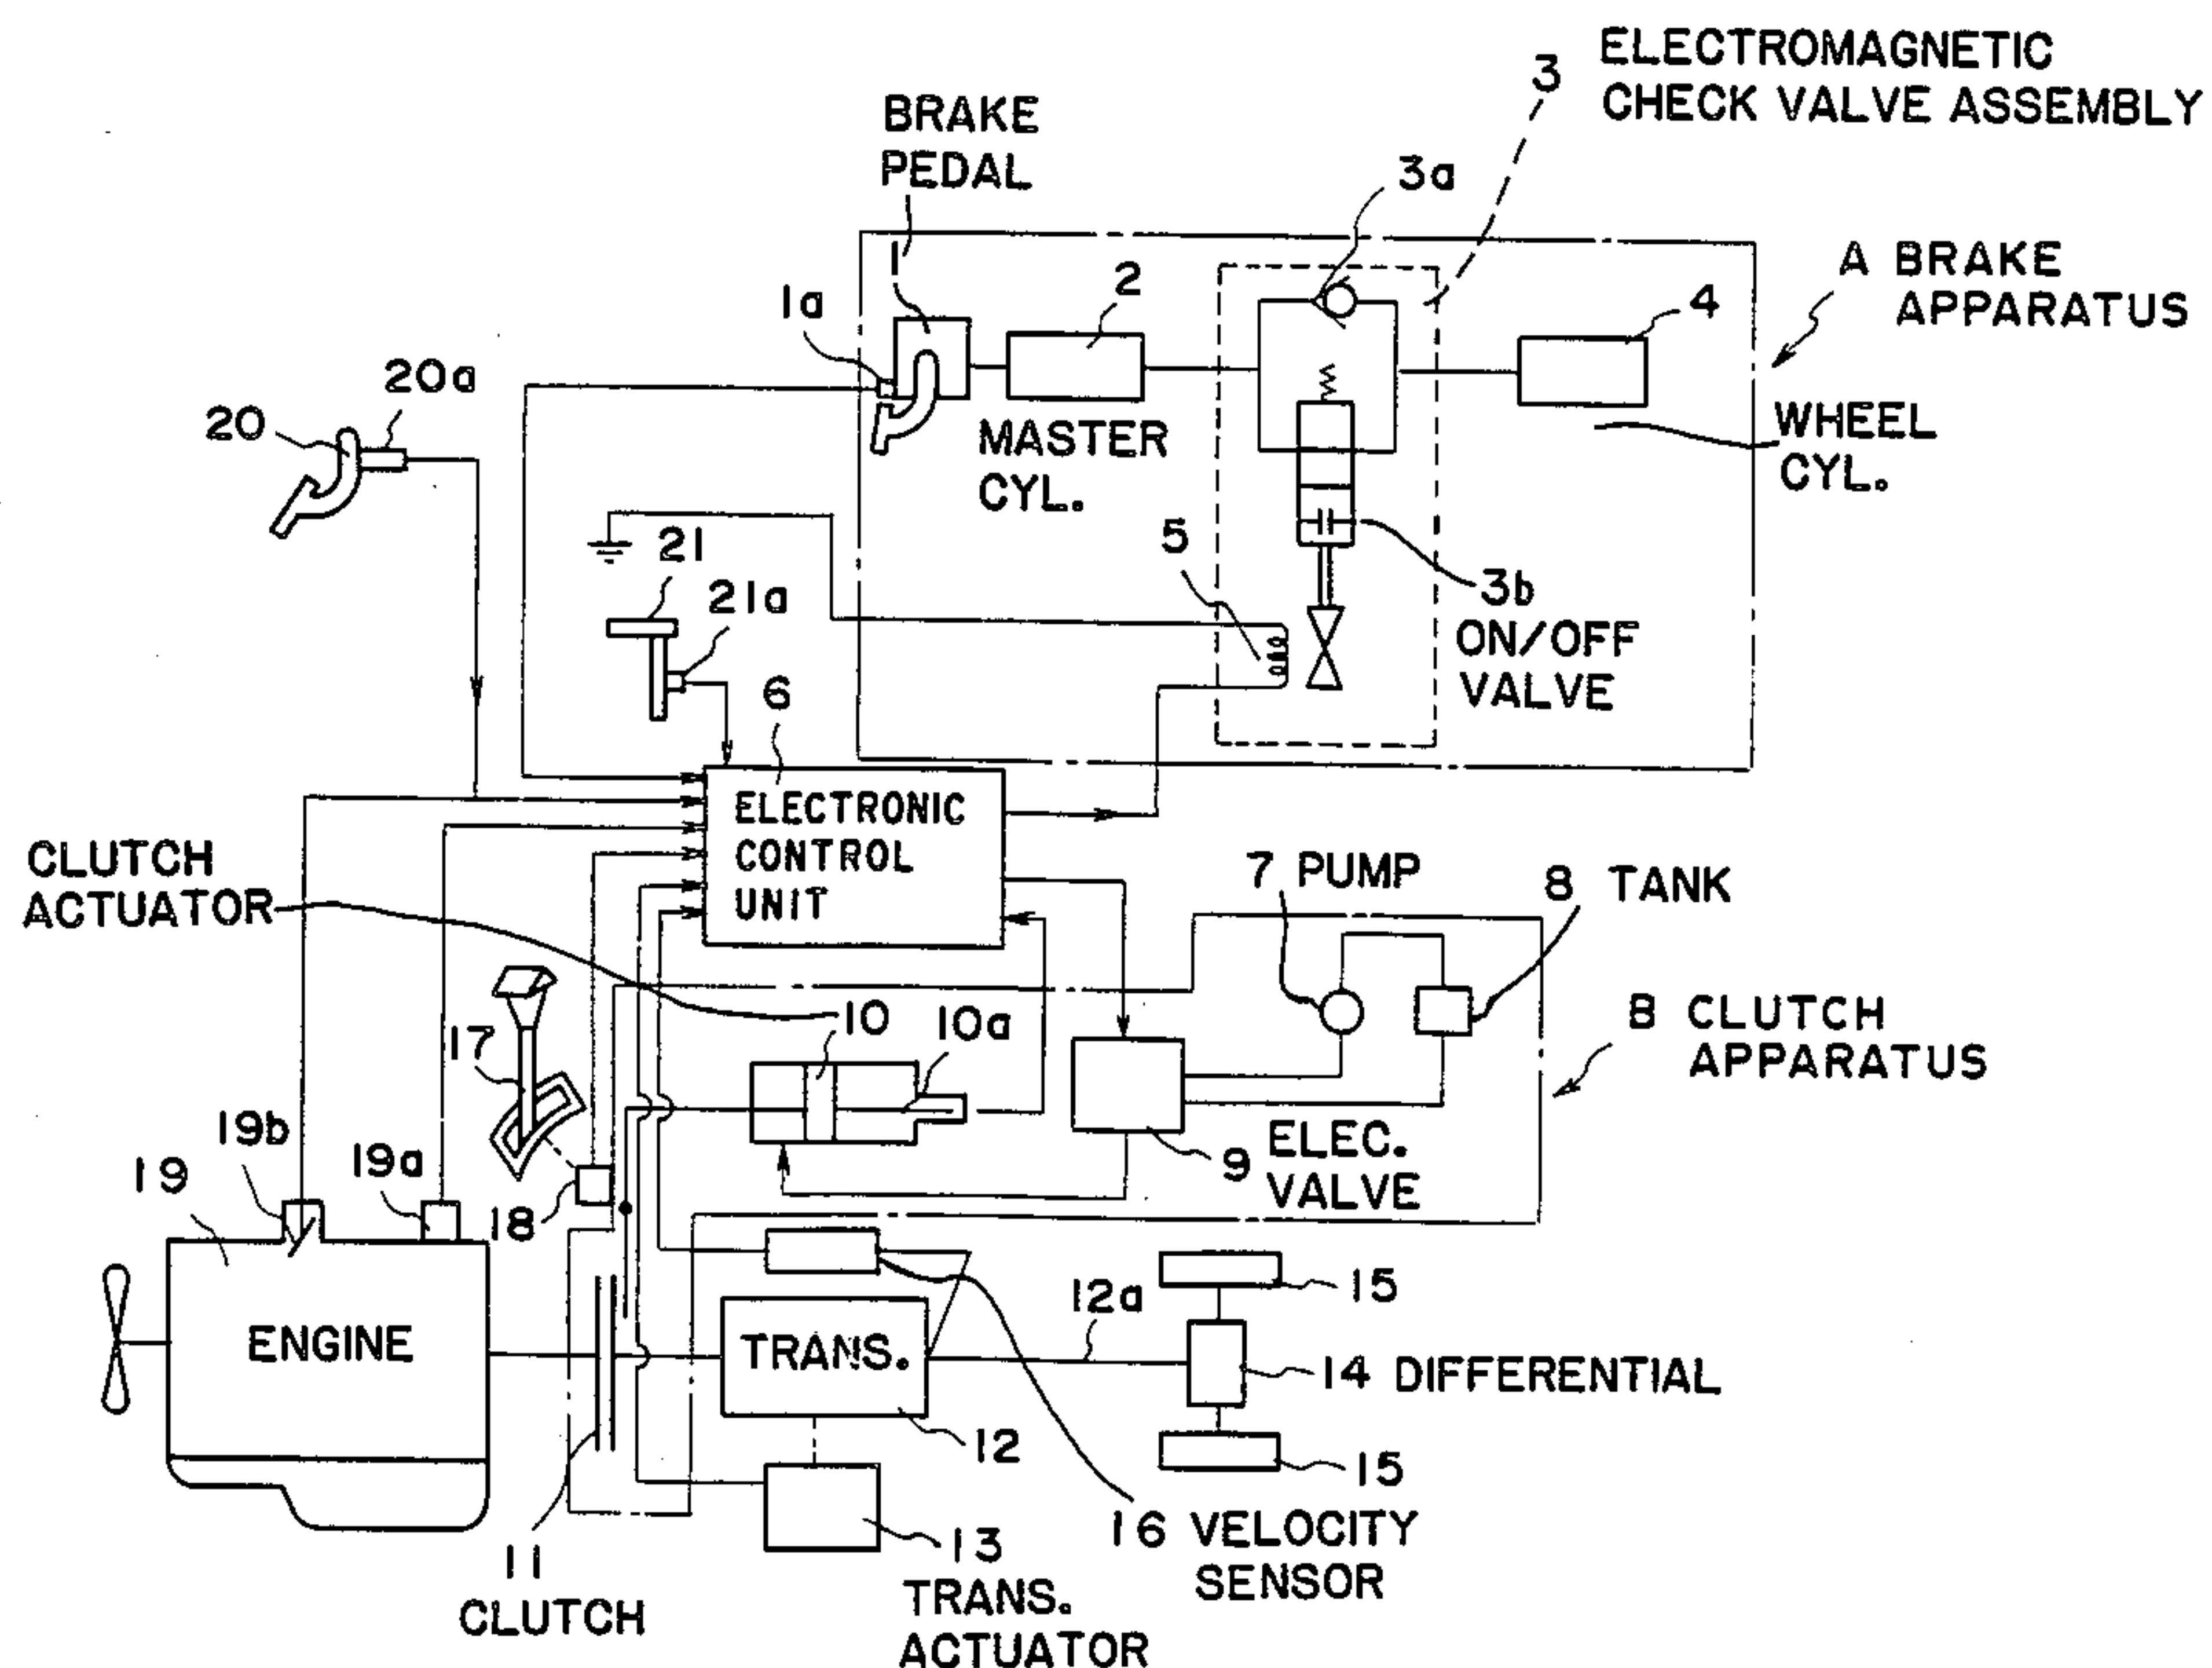 3
ELECTROMAGNETIC
CHECK VALVE ASSEMBLY
BRAKE
PEDAL
3a
1
2
A BRAKE
APPARATUS
1a
4
20a
20
MASTER
CYL.
WHEEL
CYL.
21
5
21a
3b
ON/OFF
VALVE
6
ELECTRONIC
CONTROL
UNIT
CLUTCH
ACTUATOR
7 PUMP
8 TANK
10
10a
8 CLUTCH
APPARATUS
17
19b
19
19a
18
9 ELEC.
VALVE
15
12a
ENGINE
TRANS.
14 DIFFERENTIAL
12
15
11
CLUTCH
13
TRANS.
ACTUATOR
16 VELOCITY
SENSOR